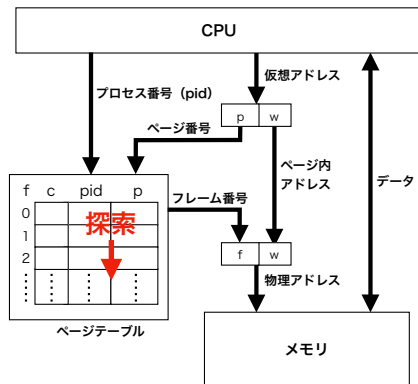 CPU
仮想アドレス
プロセス番号（pid）
p w
ページ番号
ページ内
アドレス
データ
f c pid p
フレーム番号
0
探索
1
2
f w
物理アドレス
ページテーブル
メモリ